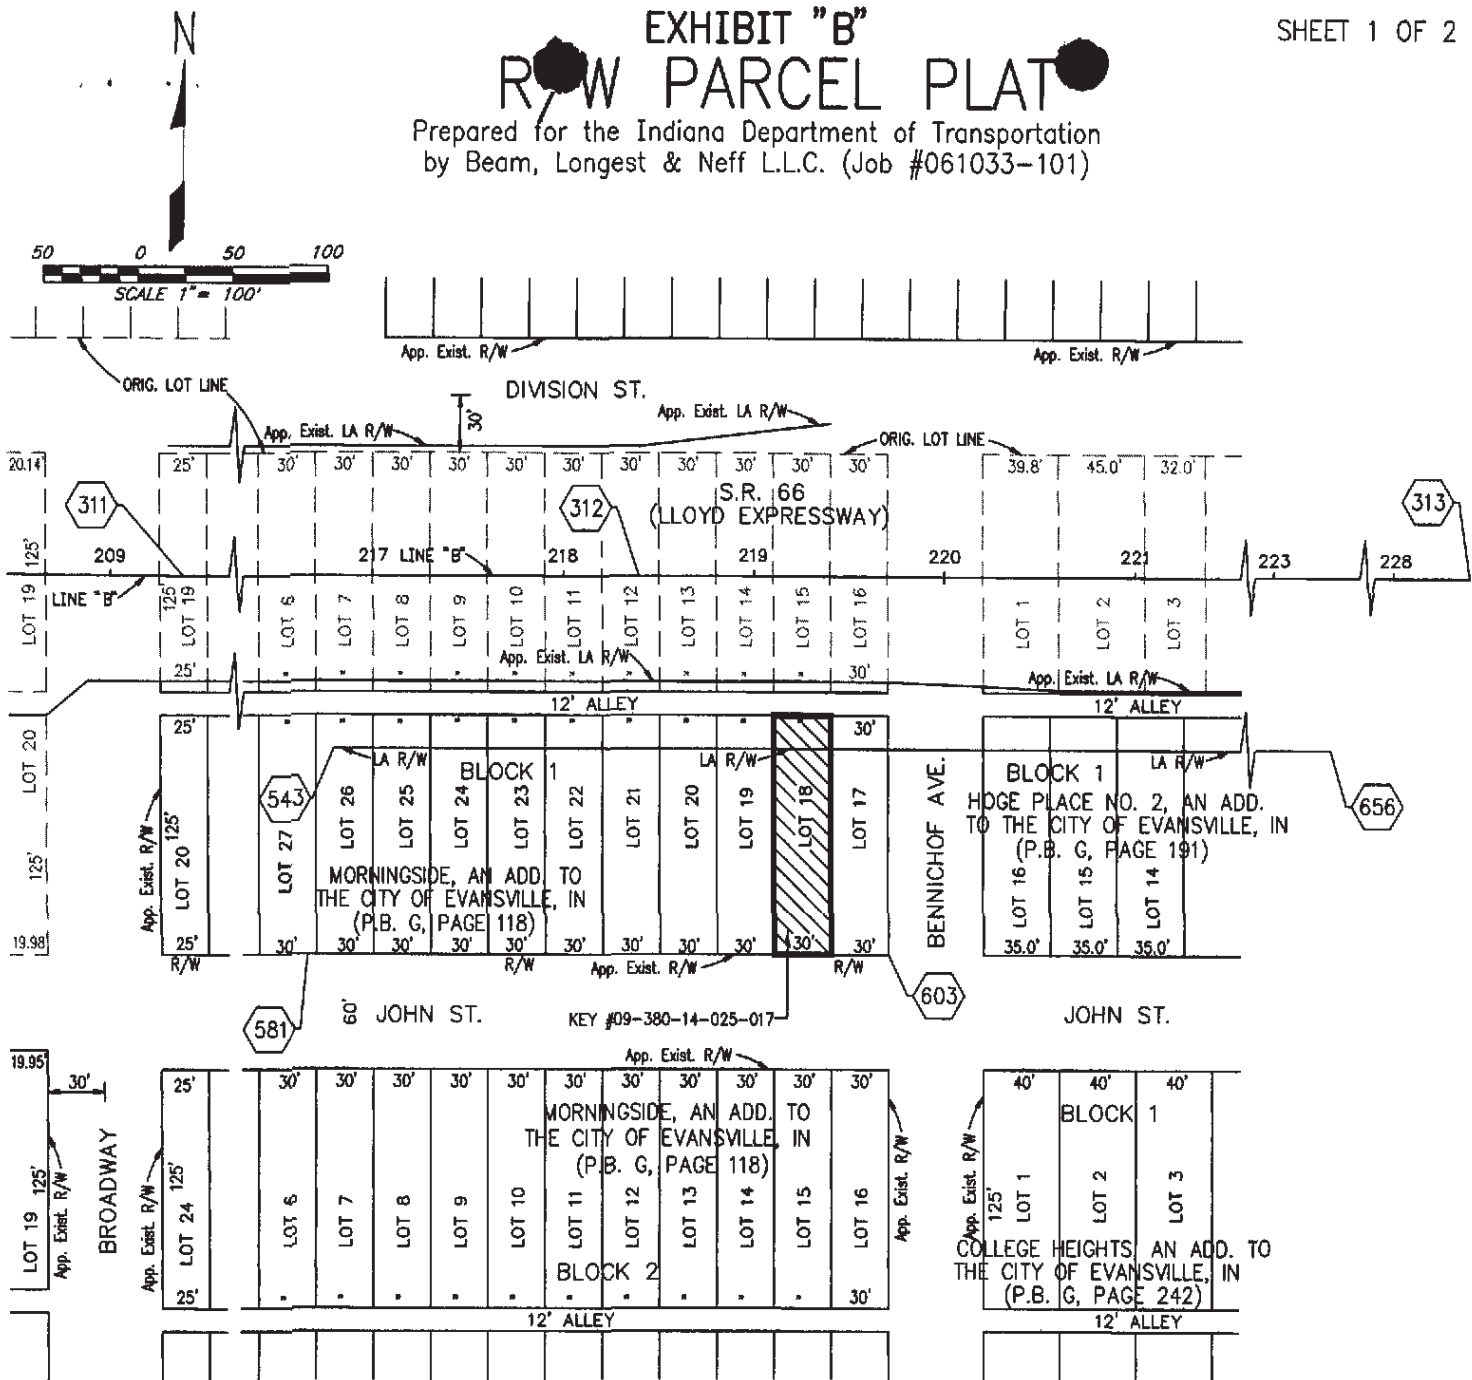 EXHIBIT "B"
SHEET 1 OF 2
R/W PARCEL PLAT
Prepared for the Indiana Department of Transportation
by Beam, Longest & Neff L.L.C. (Job #061033-101)
N
50 0 50 100
SCALE 1"= 100'
App. Exist. R/W
App. Exist. R/W
ORIG. LOT LINE
DIVISION ST.
30'
App. Exist. LA R/W
App. Exist. LA R/W
ORIG. LOT LINE
20.14
25' 30' 30' 30' 30' 30' 30' 30' 30' 30' 30' 30' 39.8' 45.0' 32.0'
S.R. 66
(LLOYD EXPRESSWAY)
311
312
313
125'
209 217 LINE "B" 218 219 220 221 223 228
LINE "B"
LOT 19
125'
LOT 19
LOT 6
LOT 7
LOT 8
LOT 9
LOT 10
LOT 11
LOT 12
LOT 13
LOT 14
LOT 15
LOT 16
LOT 1
LOT 2
LOT 3
App. Exist. LA R/W
25' " " " " " " " " " " 30'
App. Exist. LA R/W
12' ALLEY
12' ALLEY
25' " " " " " " " " " " 30'
LOT 20
125'
19.98
LA R/W
LA R/W
LA R/W
BLOCK 1
BLOCK 1
543
656
HOGE PLACE NO. 2, AN ADD.
TO THE CITY OF EVANSVILLE, IN
(P.B. G, PAGE 191)
App. Exist. R/W
LOT 20
125'
LOT 27
LOT 26
LOT 25
LOT 24
LOT 23
LOT 22
LOT 21
LOT 20
LOT 19
LOT 18
LOT 17
BENNICHOF AVE.
LOT 16
LOT 15
LOT 14
MORNINGSIDE, AN ADD. TO
THE CITY OF EVANSVILLE, IN
(P.B. G, PAGE 118)
25' 30' 30' 30' 30' 30' 30' 30' 30' 30' 30' 30' 35.0' 35.0' 35.0'
R/W
R/W
App. Exist. R/W
R/W
603
581
60'
JOHN ST.
KEY #09-380-14-025-017
JOHN ST.
App. Exist. R/W
19.95'
30'
25' 30' 30' 30' 30' 30' 30' 30' 30' 30' 30' 30' 40' 40' 40'
MORNINGSIDE, AN ADD. TO
THE CITY OF EVANSVILLE, IN
(P.B. G, PAGE 118)
BLOCK 1
LOT 19
125'
App. Exist. R/W
BROADWAY
App. Exist. R/W
LOT 24
125'
LOT 6
LOT 7
LOT 8
LOT 9
LOT 10
LOT 11
LOT 12
LOT 13
LOT 14
LOT 15
LOT 16
App. Exist. R/W
App. Exist. R/W
125'
LOT 1
LOT 2
LOT 3
COLLEGE HEIGHTS, AN ADD. TO
THE CITY OF EVANSVILLE, IN
(P.B. G, PAGE 242)
BLOCK 2
25' " " " " " " " " " " 30'
12' ALLEY
12' ALLEY